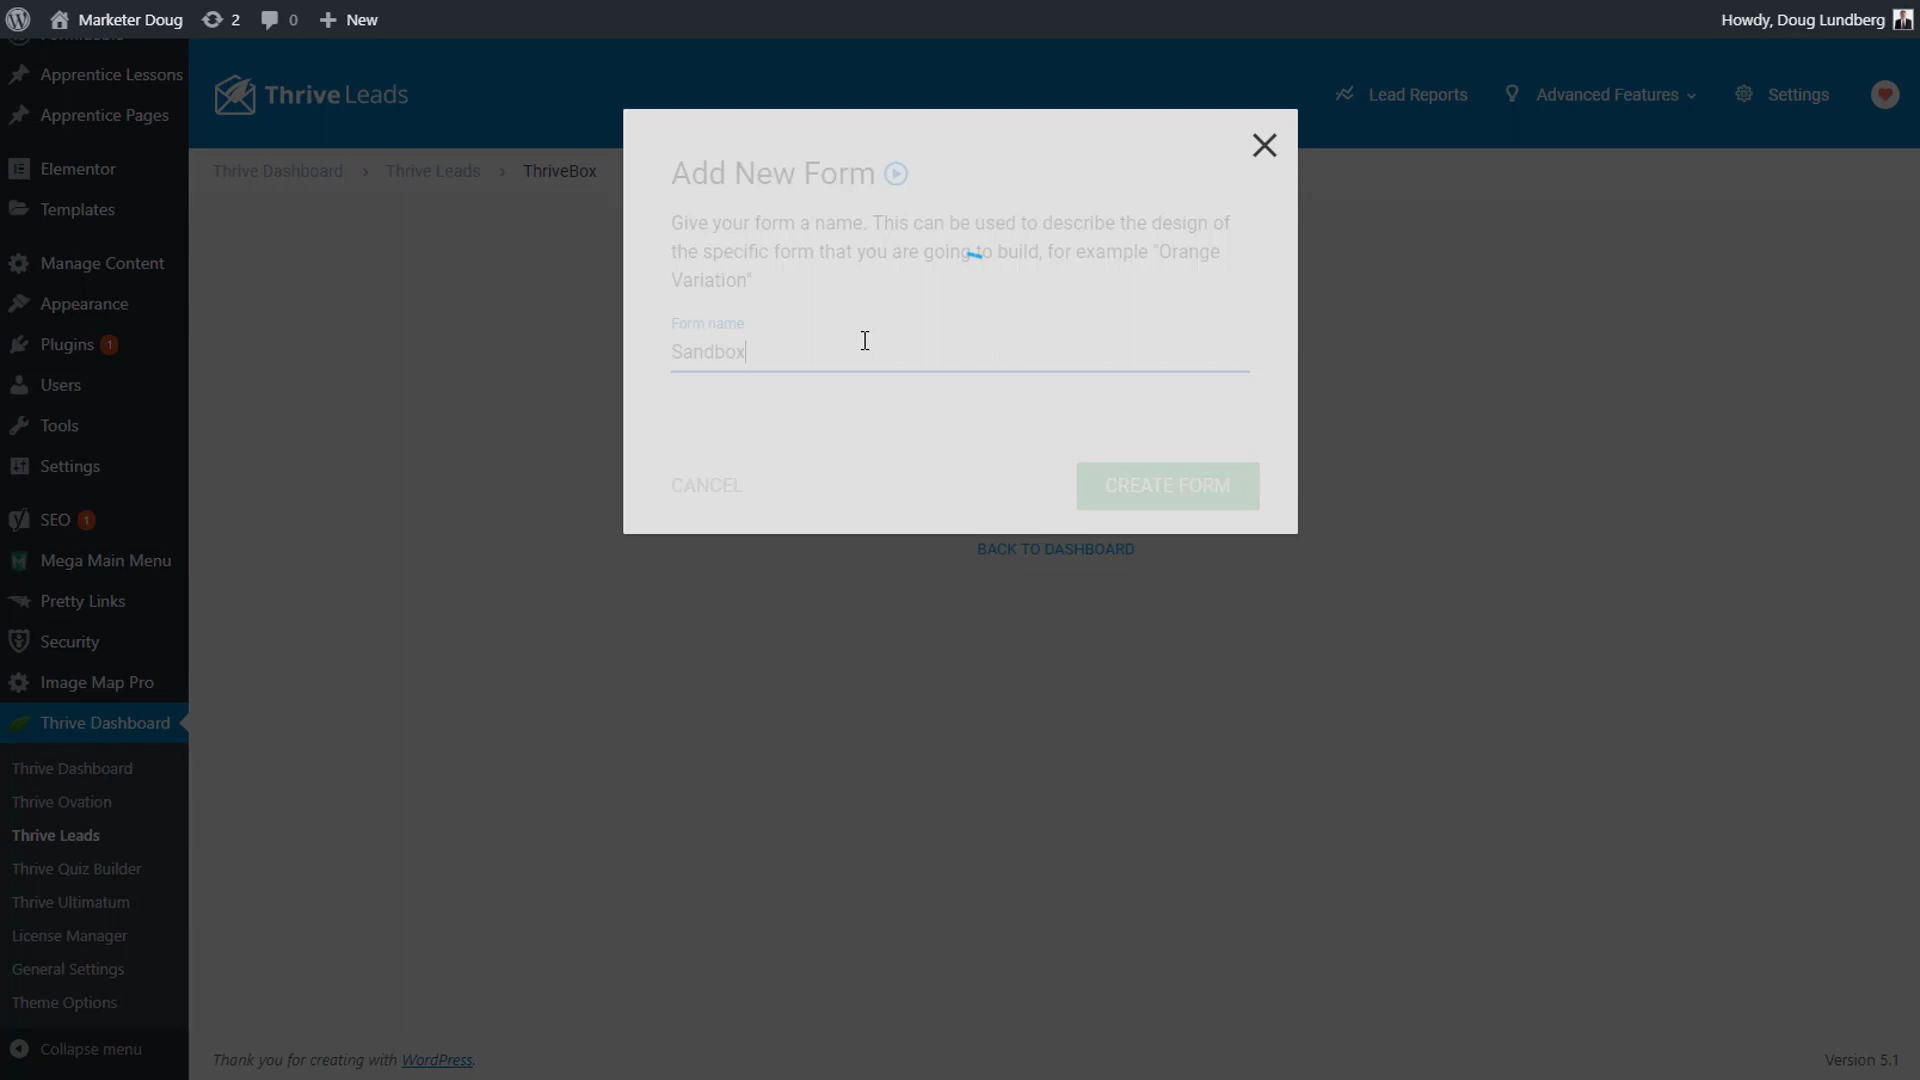 Marketer Doug
2
0
New
Howdy, Doug Lundberg
Apprentice Lessons
Apprentice Pages
Elementor
Templates
Manage Content
Appearance
Plugins 1
Users
Tools
Settings
SEO 1
Mega Main Menu
Pretty Links
Security
Image Map Pro
Thrive Dashboard
Thrive Dashboard
Thrive Ovation
Thrive Leads
Thrive Quiz Builder
Thrive Ultimatum
License Manager
General Settings
Theme Options
Collapse menu
Thrive Leads
Lead Reports
Advanced Features
Settings
Thrive Dashboard › Thrive Leads › ThriveBox
Add New Form
Give your form a name. This can be used to describe the design of
the specific form that you are going to build, for example "Orange
Variation"
Form name
Sandbox
CANCEL
CREATE FORM
BACK TO DASHBOARD
Thank you for creating with WordPress.
Version 5.1